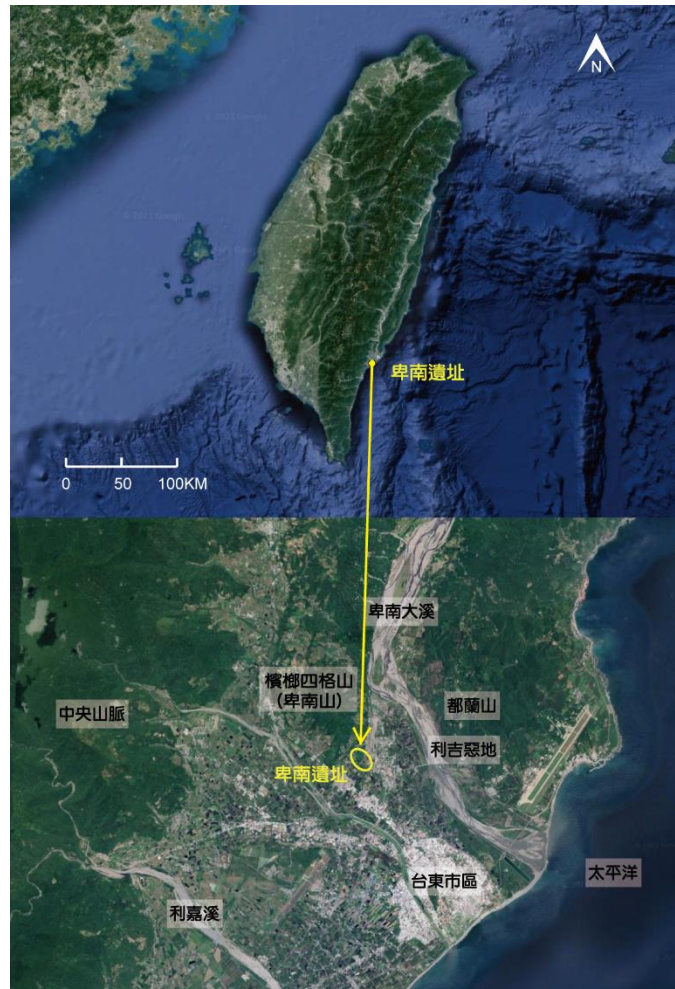 N
卑南遺址
0 50 100KM
卑南大溪
檳榔四格山
(卑南山)
都蘭山
中央山脈
利吉惡地
卑南遺址
台東市區
太平洋
利嘉溪